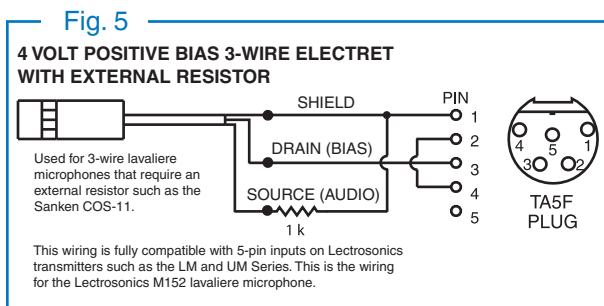 Fig. 5
4 VOLT POSITIVE BIAS 3-WIRE ELECTRET
WITH EXTERNAL RESISTOR
SHIELD
PIN
1
2
DRAIN (BIAS)
3
4
SOURCE (AUDIO)
5
1 k
Used for 3-wire lavaliere
microphones that require an
external resistor such as the
Sanken COS-11.
4
5
1
3
2
TA5F
PLUG
This wiring is fully compatible with 5-pin inputs on Lectrosonics
transmitters such as the LM and UM Series. This is the wiring
for the Lectrosonics M152 lavaliere microphone.